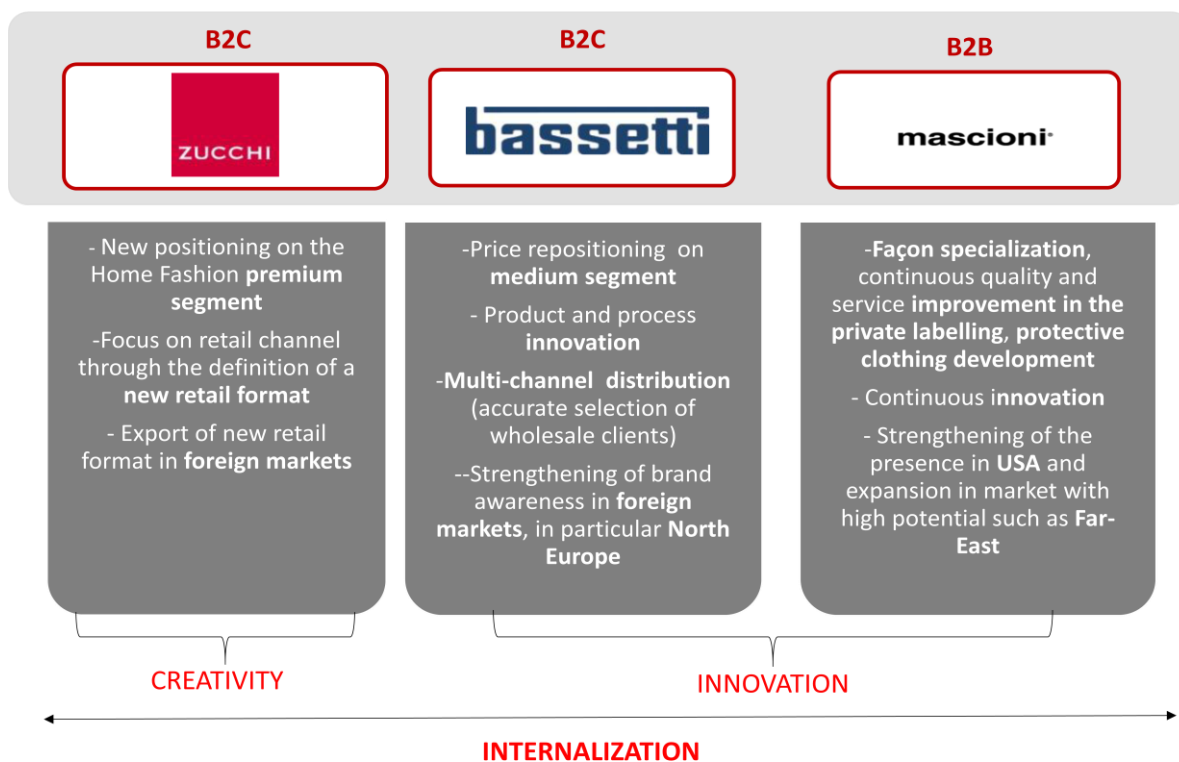 B2C
B2C
B2B
ZUCCHI
bassetti
mascioni
- New positioning on the
Home Fashion premium
segment
-Focus on retail channel
through the definition of a
new retail format
- Export of new retail
format in foreign markets
-Price repositioning on
medium segment
- Product and process
innovation
-Multi-channel distribution
(accurate selection of
wholesale clients)
--Strengthening of brand
awareness in foreign
markets, in particular North
Europe
-Façon specialization,
continuous quality and
service improvement in the
private labelling, protective
clothing development
- Continuous innovation
- Strengthening of the
presence in USA and
expansion in market with
high potential such as Far-
East
CREATIVITY
INNOVATION
INTERNALIZATION